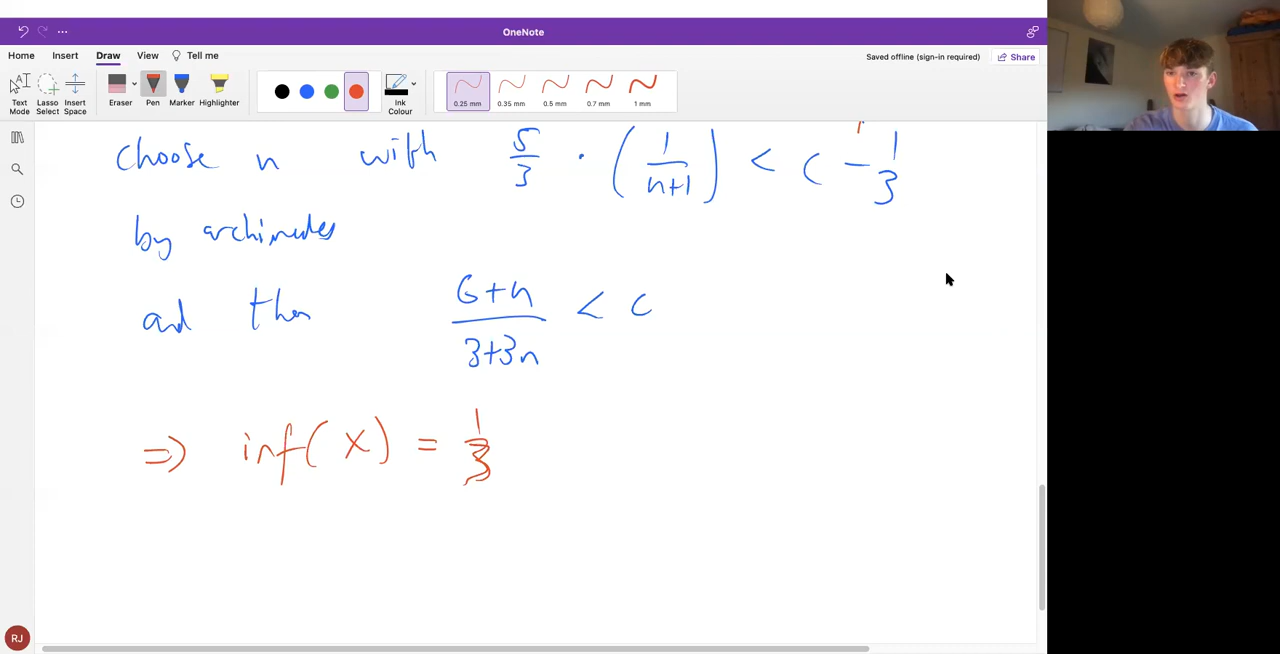 OneNote
Home Insert Draw View Tell me
Saved offline (sign-in required) Share
Text Mode Lasso Select Insert Space Eraser Pen Marker Highlighter Ink Colour 0.25 mm 0.35 mm 0.5 mm 0.7 mm 1 mm
choose n with 5/3 · (1/(n+1)) < c - 1/3
by archimedes
and then (6+n)/(3+3n) < c
⇒ inf(X) = 1/3
RJ